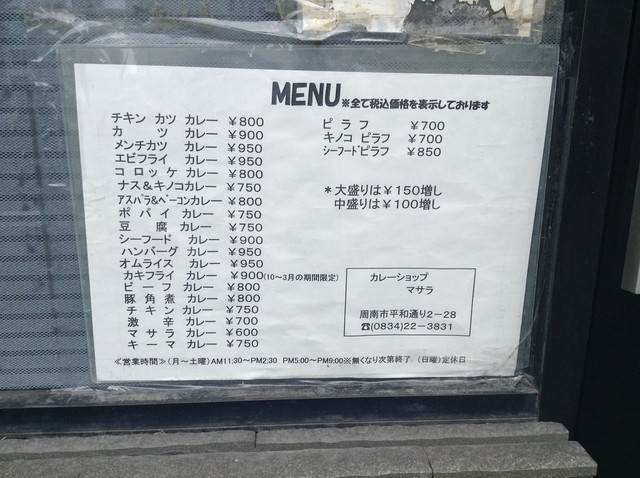 MENU ※全て税込価格を表示しております
チキン カツ カレー ￥800
カ ツ カレー ￥900
メンチカツ カレー ￥950
エビフライ カレー ￥950
コ ロ ッ ケ カレー ￥800
ナス＆キノコカレー ￥750
アスパラ&ベーコンカレー ￥800
ポ パ イ カレー ￥750
豆 腐 カレー ￥750
シーフード カレー ￥900
ハンバーグ カレー ￥950
オムライス カレー ￥950
カキフライ カレー ￥900(10～3月の期間限定)
ビ ー フ カレー ￥800
豚 角 煮 カレー ￥800
チ キ ン カレー ￥750
激 辛 カレー ￥700
マ サ ラ カレー ￥600
キ ー マ カレー ￥750
ピ ラ フ ￥700
キノコ ピラフ ￥700
シーフードピラフ ￥850
＊大盛りは￥150増し
中盛りは￥100増し
カレーショップ
マサラ
周南市平和通り2－28
☎(0834)22－3831
≪営業時間≫(月～土曜)AM11:30～PM2:30 PM5:00～PM9:00※無くなり次第終了 (日曜)定休日